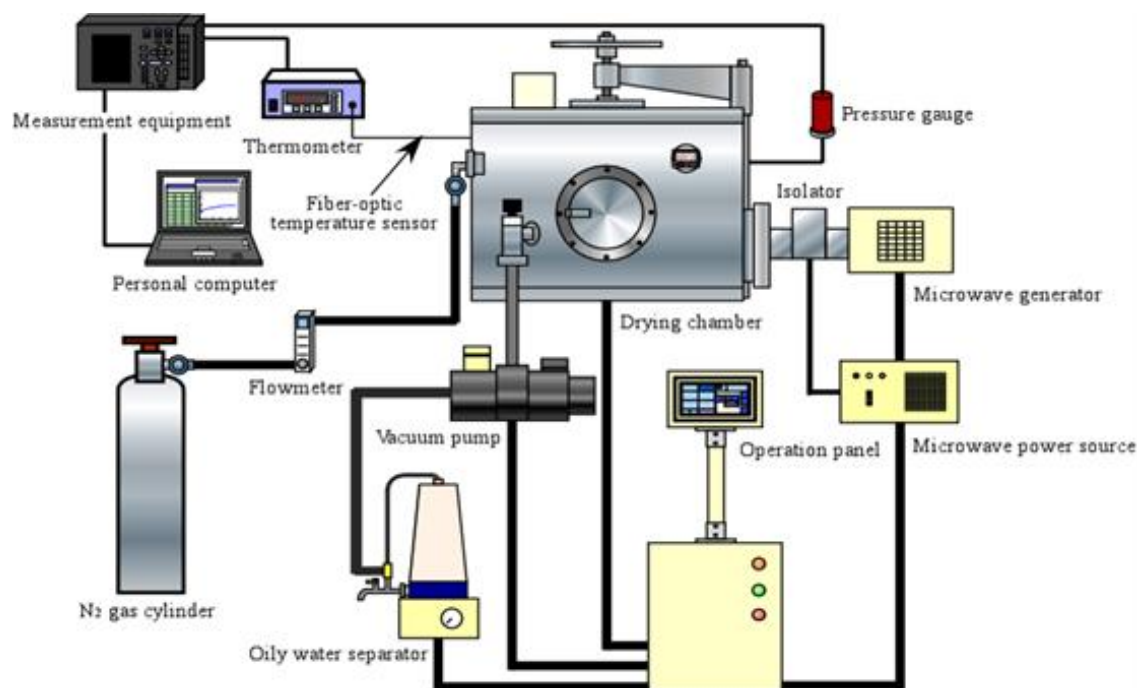 Measurement equipment
Thermometer
Pressure gauge
Fiber-optic
temperature sensor
Isolator
Personal computer
Microwave generator
Drying chamber
Flowmeter
Vacuum pump
Operation panel
Microwave power source
N₂ gas cylinder
Oily water separator